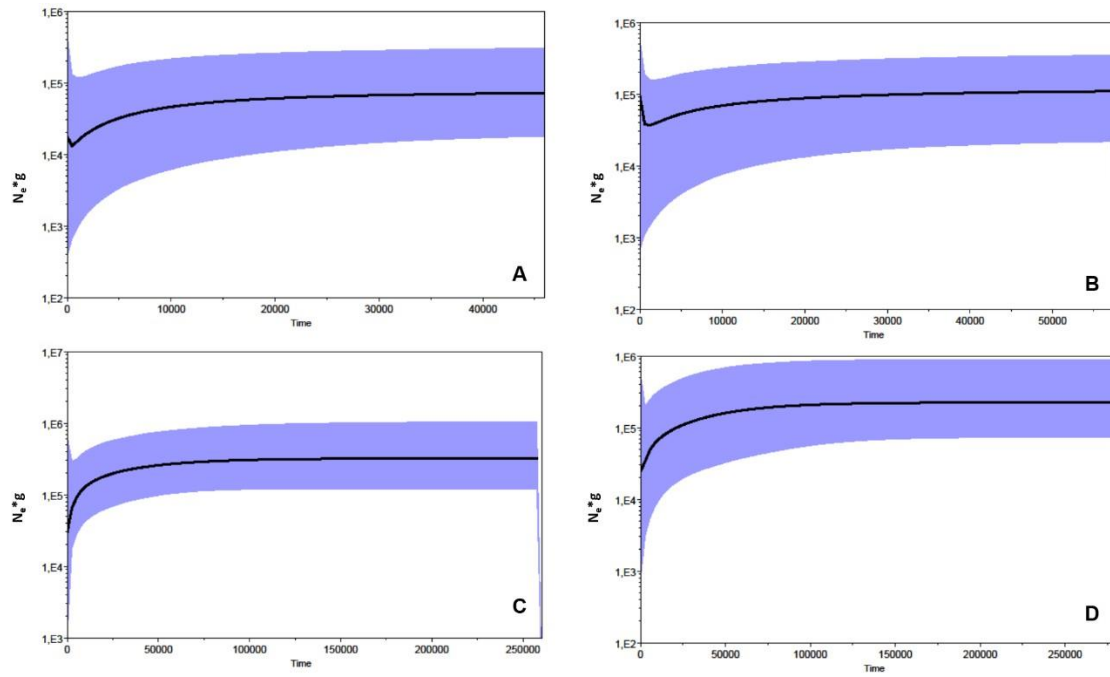 1,E6
1,E5
1,E4
1,E3
1,E2
Nₑ*g
0 10000 20000 30000 40000
Time
A
1,E6
1,E5
1,E4
1,E3
1,E2
Nₑ*g
0 10000 20000 30000 40000 50000
Time
B
1,E7
1,E6
1,E5
1,E4
1,E3
Nₑ*g
0 50000 100000 150000 200000 250000
Time
C
1,E6
1,E5
1,E4
1,E3
1,E2
Nₑ*g
0 50000 100000 150000 200000 250000
Time
D